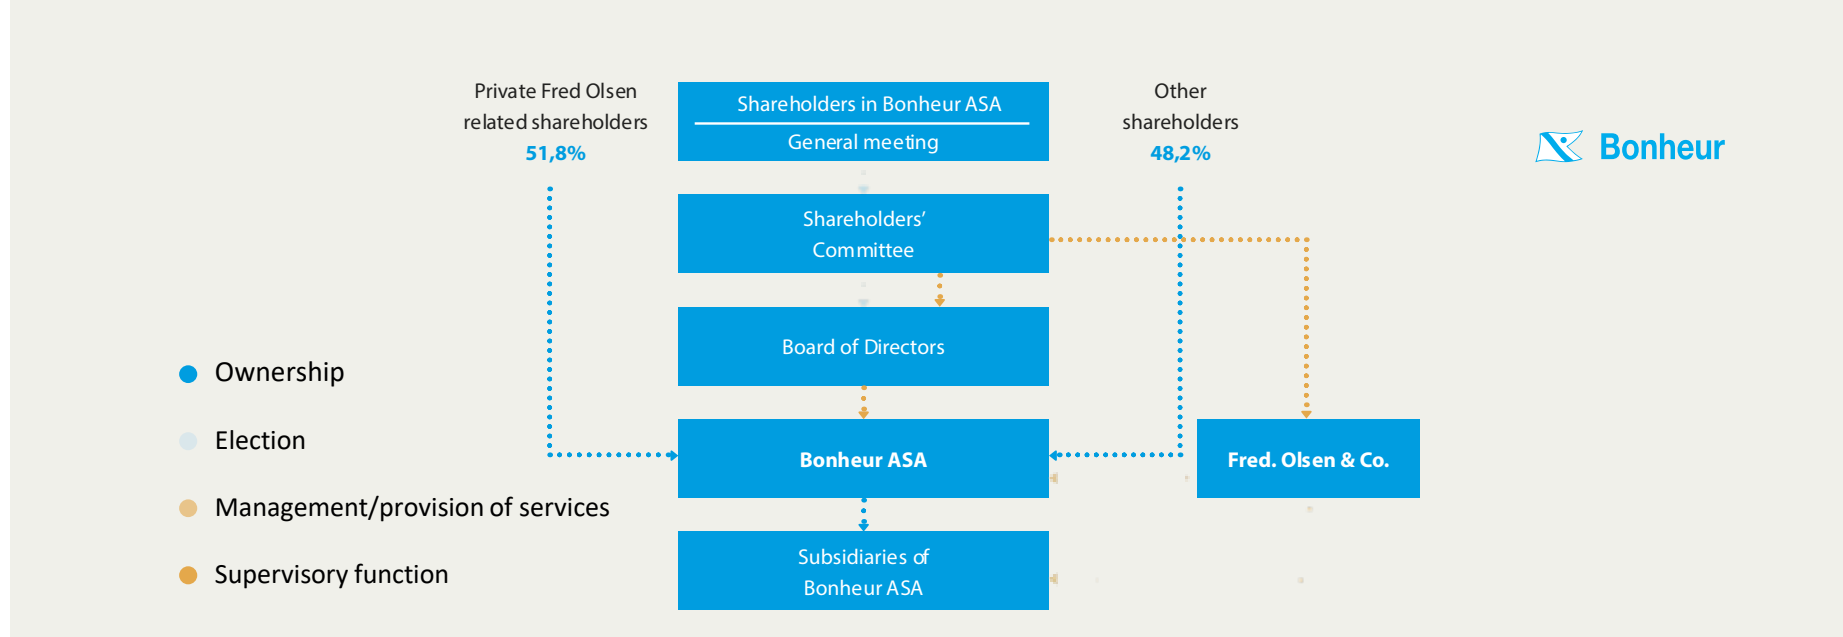 Private Fred Olsen
related shareholders
51,8%
Shareholders in Bonheur ASA
General meeting
Other
shareholders
48,2%
Bonheur
Shareholders’
Committee
Board of Directors
Ownership
Election
Management/provision of services
Supervisory function
Bonheur ASA
Fred. Olsen & Co.
Subsidiaries of
Bonheur ASA